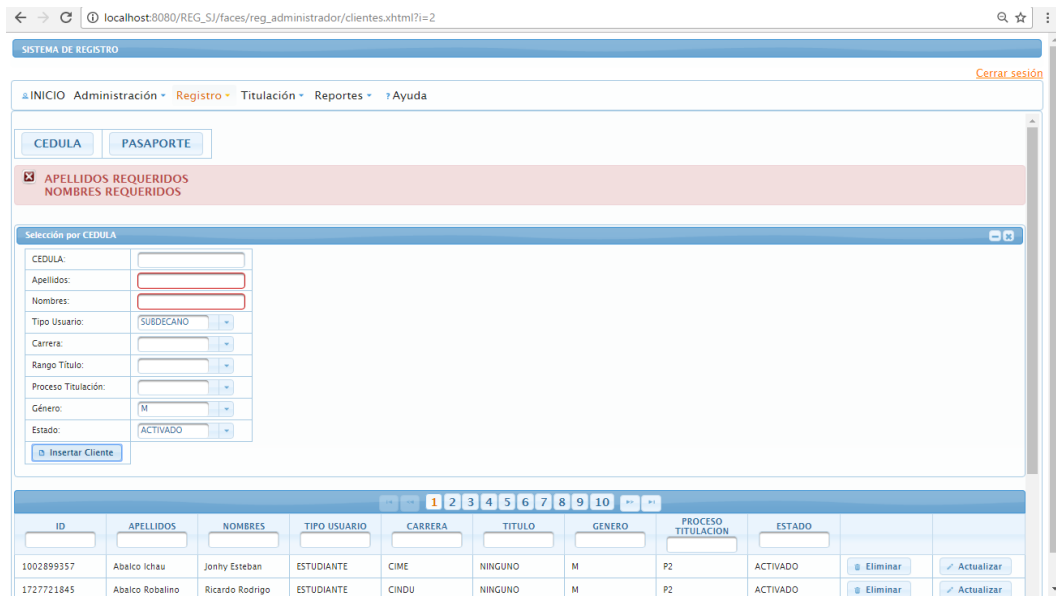 localhost:8080/REG_SJ/faces/reg_administrador/clientes.xhtml?i=2
SISTEMA DE REGISTRO
Cerrar sesión
INICIO Administración Registro Titulación Reportes ? Ayuda
CEDULA PASAPORTE
APELLIDOS REQUERIDOS
NOMBRES REQUERIDOS
Selección por CEDULA
CEDULA:
Apellidos:
Nombres:
Tipo Usuario: SUBDECANO
Carrera:
Rango Título:
Proceso Titulación:
Género: M
Estado: ACTIVADO
Insertar Cliente
1 2 3 4 5 6 7 8 9 10
ID APELLIDOS NOMBRES TIPO USUARIO CARRERA TITULO GENERO PROCESO TITULACION ESTADO
1002899357 Abalco Ichau Jonhy Esteban ESTUDIANTE CIME NINGUNO M P2 ACTIVADO Eliminar Actualizar
1727721845 Abalco Robalino Ricardo Rodrigo ESTUDIANTE CINDU NINGUNO M P2 ACTIVADO Eliminar Actualizar